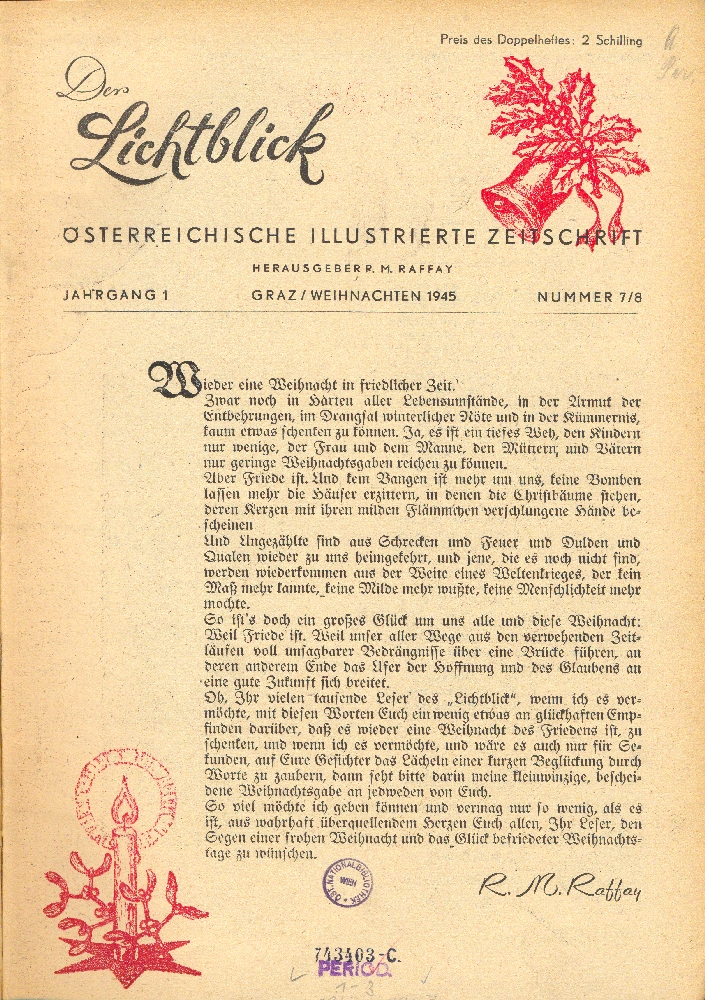 Preis des Doppelheftes: 2 Schilling
Der
Lichtblick
ÖSTERREICHISCHE ILLUSTRIERTE ZEITSCHRIFT
HERAUSGEBER R. M. RAFFAY
JAHRGANG 1 GRAZ / WEIHNACHTEN 1945 NUMMER 7/8
Wieder eine Weihnacht in friedlicher Zeit.
Zwar noch in Härten aller Lebensumstände, in der Armut der
Entbehrungen, im Drangsal winterlicher Nöte und in der Kümmernis,
kaum etwas schenken zu können. Ja, es ist ein tiefes Weh, den Kindern
nur wenige, der Frau und dem Manne, den Müttern und Vätern
nur geringe Weihnachtsgaben reichen zu können.
Aber Friede ist. Und kein Bangen ist mehr um uns, keine Bomben
lassen mehr die Häuser erzittern, in denen die Christbäume stehen,
deren Kerzen mit ihren milden Flämmchen verschlungene Hände be-
scheinen
Und Ungezählte sind aus Schrecken und Feuer und Dulden und
Qualen wieder zu uns heimgekehrt, und jene, die es noch nicht sind,
werden wiederkommen aus der Weite eines Weltenkrieges, der kein
Maß mehr kannte, keine Milde mehr wußte, keine Menschlichkeit mehr
mochte.
So ist's doch ein großes Glück um uns alle und diese Weihnacht:
Weil Friede ist. Weil unser aller Wege aus den verwehenden Zeit-
läufen voll unsagbarer Bedrängnisse über eine Brücke führen, an
deren anderem Ende das Ufer der Hoffnung und des Glaubens an
eine gute Zukunft sich breitet.
Oh, Ihr vielen tausende Leser des „Lichtblick“, wenn ich es ver-
möchte, mit diesen Worten Euch ein wenig etwas an glückhaften Emp-
finden darüber, daß es wieder eine Weihnacht des Friedens ist, zu
schenken, und wenn ich es vermöchte, und wäre es auch nur für Se-
kunden, auf Eure Gesichter das Lächeln einer kurzen Beglückung durch
Worte zu zaubern, dann seht bitte darin meine kleinwinzige, beschei-
dene Weihnachtsgabe an jedweden von Euch.
So viel möchte ich geben können und vermag nur so wenig, als es
ist, aus wahrhaft überquellendem Herzen Euch allen, Ihr Leser, den
Segen einer frohen Weihnacht und das Glück befriedeter Weihnachts-
tage zu wünschen.
R. M. Raffay
ÖST. NATIONALBIBLIOTHEK
WIEN
743403-C.
PERIOD.